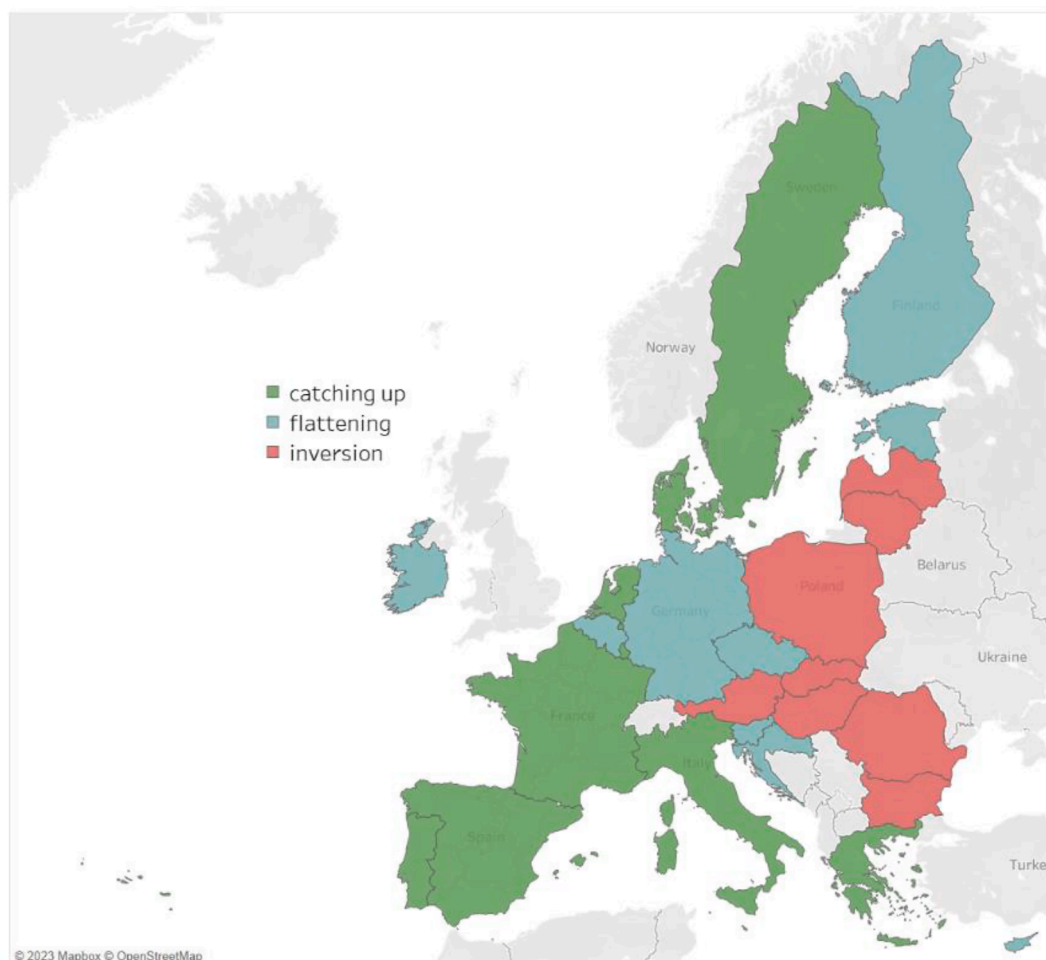 Sweden
Finland
Norway
catching up
flattening
inversion
Belarus
Poland
Germany
Ukraine
France
Italy
Spain
Turke
© 2023 Mapbox © OpenStreetMap